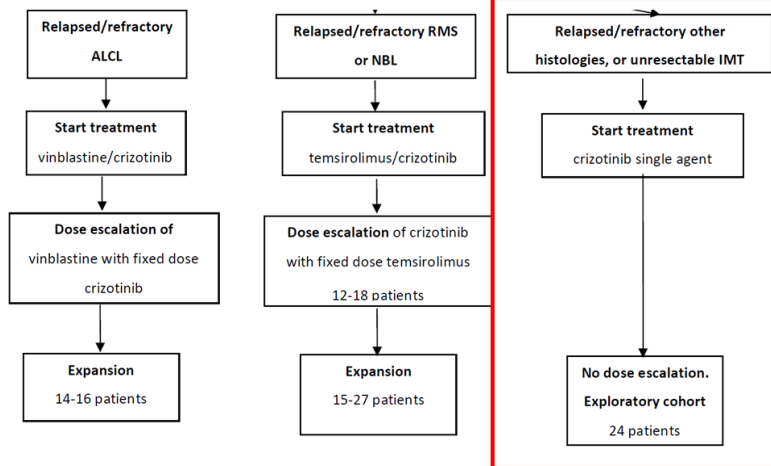 Relapsed/refractory
ALCL
Start treatment
vinblastine/crizotinib
Dose escalation of
vinblastine with fixed dose
crizotinib
Expansion
14-16 patients
Relapsed/refractory RMS
or NBL
Start treatment
temsirolimus/crizotinib
Dose escalation of crizotinib
with fixed dose temsirolimus
12-18 patients
Expansion
15-27 patients
Relapsed/refractory other
histologies, or unresectable IMT
Start treatment
crizotinib single agent
No dose escalation.
Exploratory cohort
24 patients